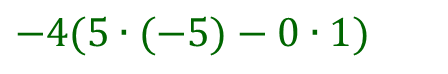 −4(5 · (−5) − 0 · 1)